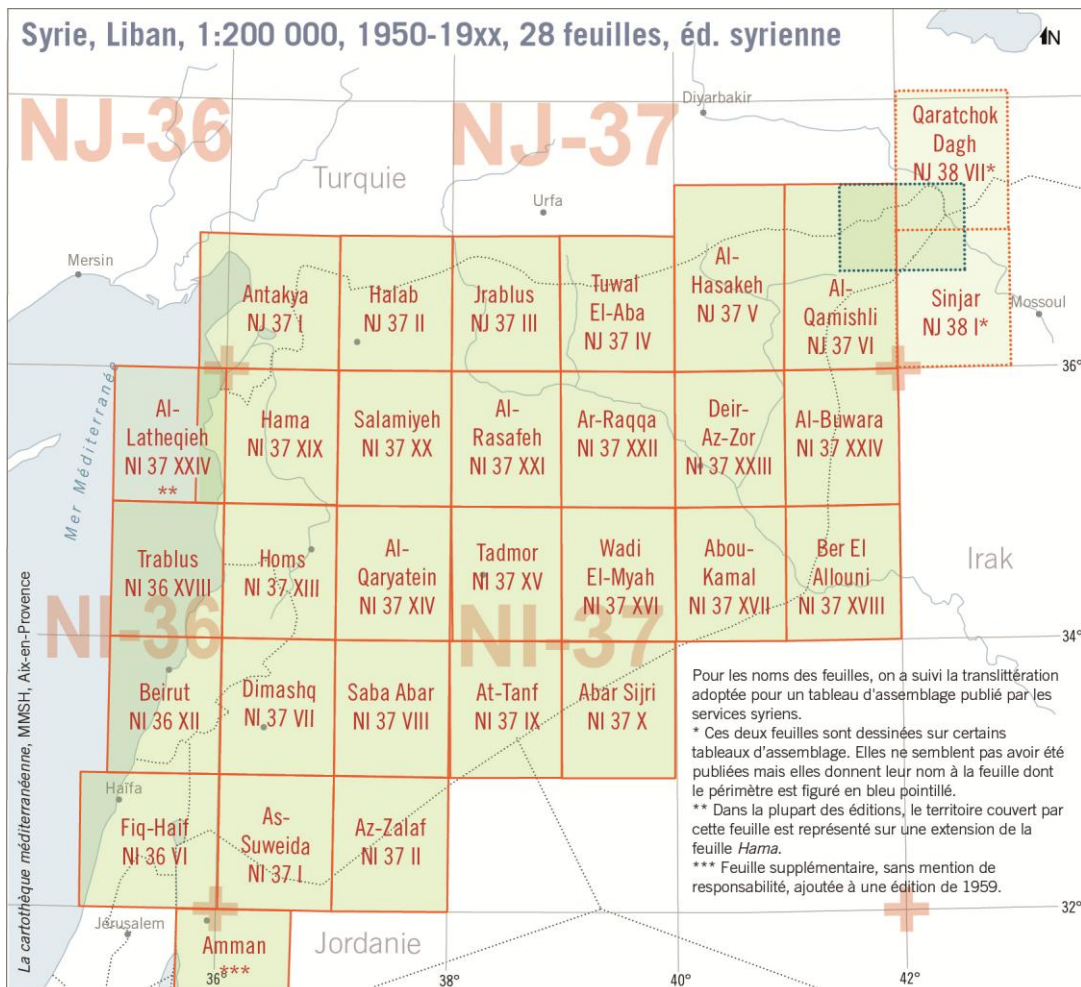 Syrie, Liban, 1:200 000, 1950-19xx, 28 feuilles, éd. syrienne
N
NJ-36
NJ-37
Diyarbakir
Qaratchok
Dagh
NJ 38 VII*
Turquie
Urfa
Mersin
Antakya
NJ 37 I
Halab
NJ 37 II
Jrablus
NJ 37 III
Tuwal
El-Aba
NJ 37 IV
Al-
Hasakeh
NJ 37 V
Al-
Qamishli
NJ 37 VI
Sinjar
NJ 38 I*
Mossoul
36°
Mer Méditerranée
Al-
Latheqieh
NI 37 XXIV
**
Hama
NI 37 XIX
Salamiyeh
NI 37 XX
Al-
Rasafeh
NI 37 XXI
Ar-Raqqa
NI 37 XXII
Deir-
Az-Zor
NI 37 XXIII
Al-Buwara
NI 37 XXIV
Trablus
NI 36 XVIII
Homs
NI 37 XIII
Al-
Qaryatein
NI 37 XIV
Tadmor
NI 37 XV
Wadi
El-Myah
NI 37 XVI
Abou-
Kamal
NI 37 XVII
Ber El
Allouni
NI 37 XVIII
Irak
NI-36
NI-37
34°
Beirut
NI 36 XII
Dimashq
NI 37 VII
Saba Abar
NI 37 VIII
At-Tanf
NI 37 IX
Abar Sijri
NI 37 X
Haïfa
Fiq-Haif
NI 36 VI
As-
Suweida
NI 37 I
Az-Zalaf
NI 37 II
Pour les noms des feuilles, on a suivi la translittération
adoptée pour un tableau d'assemblage publié par les
services syriens.
* Ces deux feuilles sont dessinées sur certains
tableaux d'assemblage. Elles ne semblent pas avoir été
publiées mais elles donnent leur nom à la feuille dont
le périmètre est figuré en bleu pointillé.
** Dans la plupart des éditions, le territoire couvert par
cette feuille est représenté sur une extension de la
feuille Hama.
*** Feuille supplémentaire, sans mention de
responsabilité, ajoutée à une édition de 1959.
32°
Jérusalem
Amman
***
Jordanie
36°
38°
40°
42°
La cartothèque méditerranéenne, MMSH, Aix-en-Provence